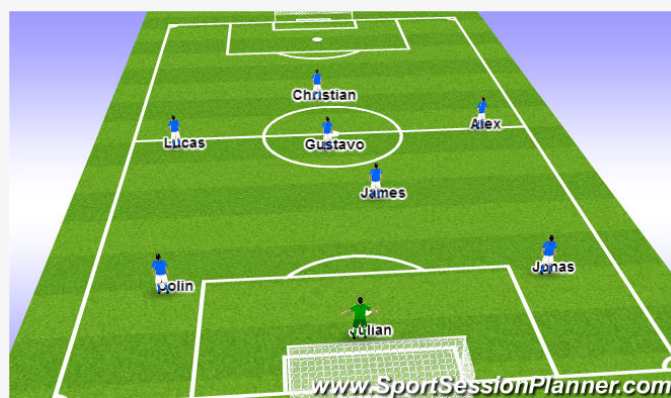 Christian
Alex
Lucas
Gustavo
James
Jonas
Colin
Julian
www.SportSessionPlanner.com